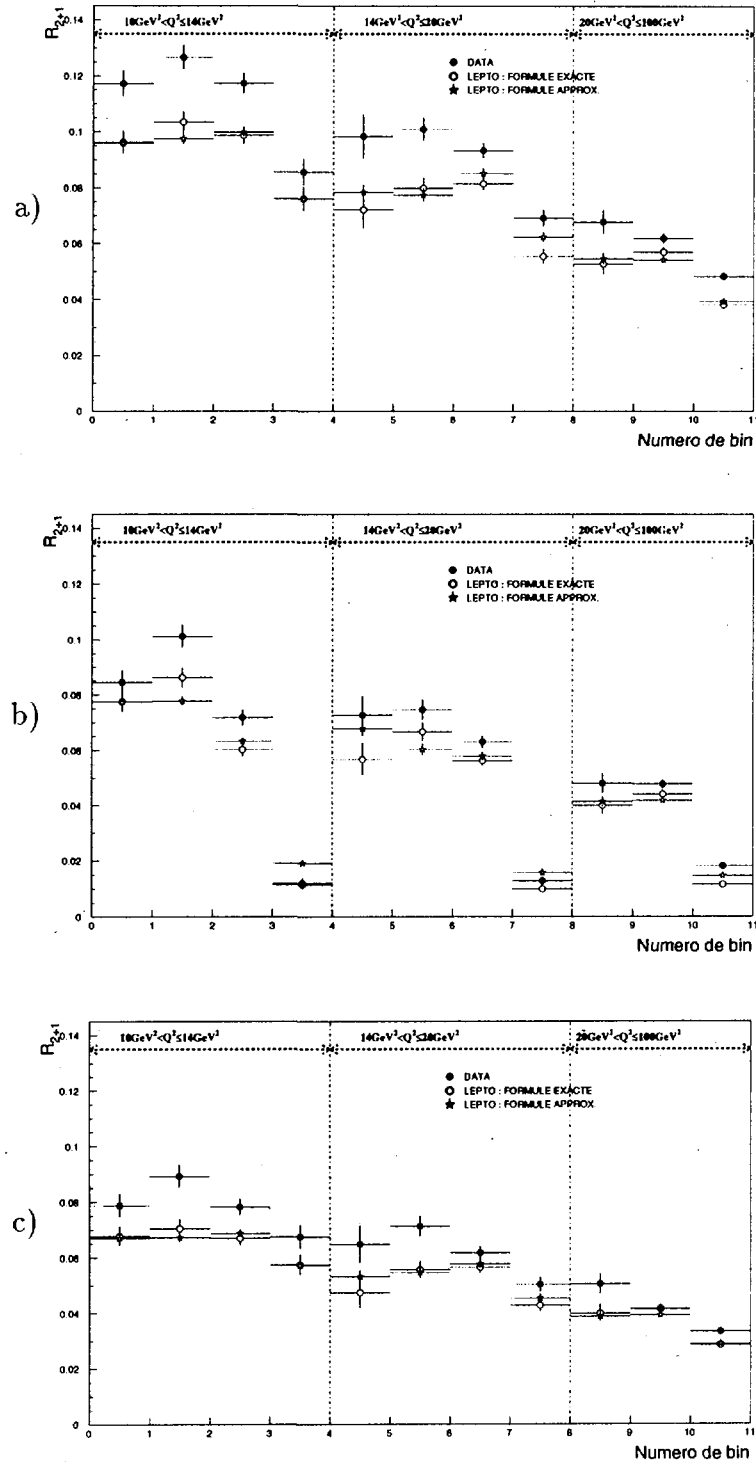 a)
R2+1
10GeV²<Q²≤14GeV²
14GeV²<Q²≤20GeV²
20GeV²<Q²≤100GeV²
DATA
LEPTO : FORMULE EXACTE
LEPTO : FORMULE APPROX.
0.14
0.12
0.1
0.08
0.06
0.04
0.02
0
0 1 2 3 4 5 6 7 8 9 10 11
Numero de bin
b)
R2+1
10GeV²<Q²≤14GeV²
14GeV²<Q²≤20GeV²
20GeV²<Q²≤100GeV²
DATA
LEPTO : FORMULE EXACTE
LEPTO : FORMULE APPROX.
0.14
0.12
0.1
0.08
0.06
0.04
0.02
0
0 1 2 3 4 5 6 7 8 9 10 11
Numero de bin
c)
R2+1
10GeV²<Q²≤14GeV²
14GeV²<Q²≤20GeV²
20GeV²<Q²≤100GeV²
DATA
LEPTO : FORMULE EXACTE
LEPTO : FORMULE APPROX.
0.14
0.12
0.1
0.08
0.06
0.04
0.02
0
0 1 2 3 4 5 6 7 8 9 10 11
Numero de bin